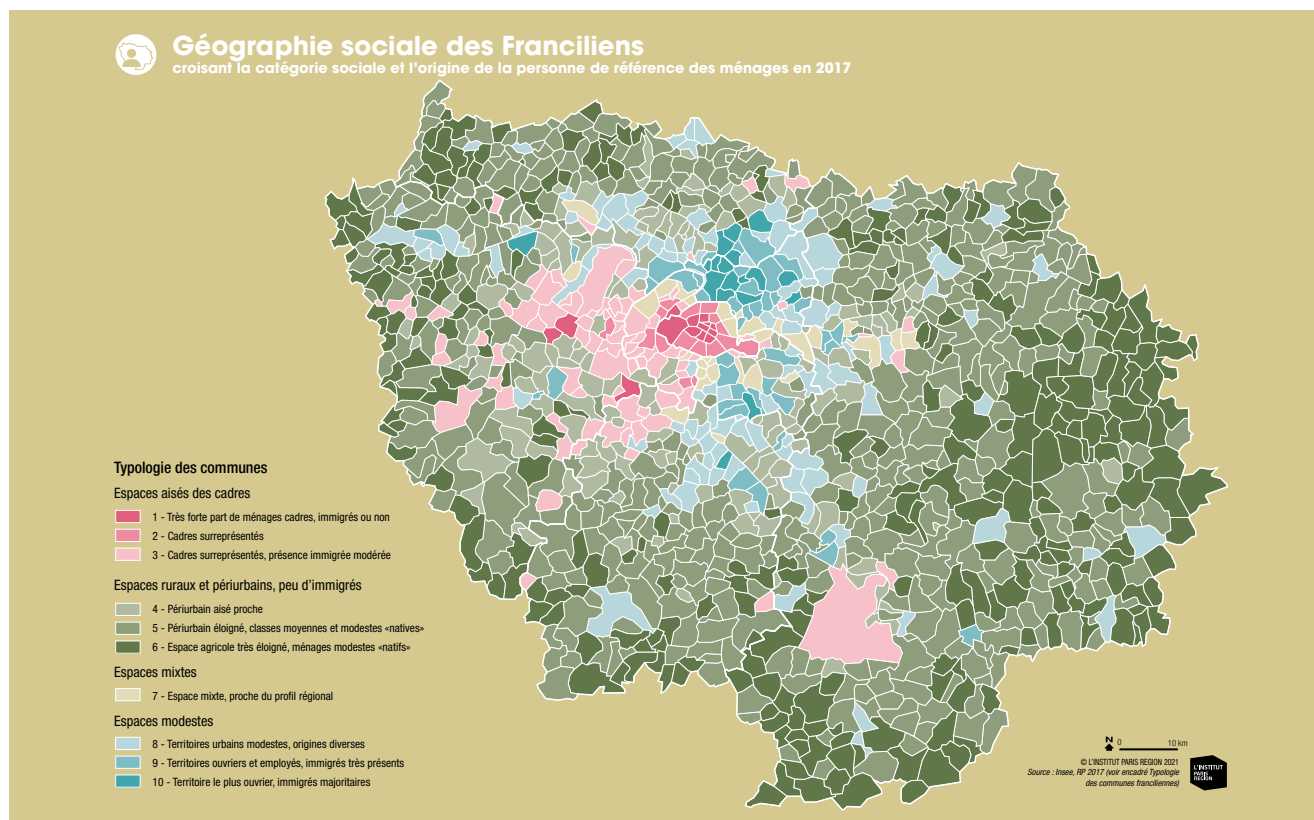 Géographie sociale des Franciliens
croisant la catégorie sociale et l'origine de la personne de référence des ménages en 2017
Typologie des communes
Espaces aisés des cadres
1 - Très forte part de ménages cadres, immigrés ou non
2 - Cadres surreprésentés
3 - Cadres surreprésentés, présence immigrée modérée
Espaces ruraux et périurbains, peu d'immigrés
4 - Périurbain aisé proche
5 - Périurbain éloigné, classes moyennes et modestes «natives»
6 - Espace agricole très éloigné, ménages modestes «natifs»
Espaces mixtes
7 - Espace mixte, proche du profil régional
Espaces modestes
8 - Territoires urbains modestes, origines diverses
9 - Territoires ouvriers et employés, immigrés très présents
10 - Territoire le plus ouvrier, immigrés majoritaires
N 0 10 km
© L'INSTITUT PARIS REGION 2021
Source : Insee, RP 2017 (voir encadré Typologie
des communes franciliennes)
L'INSTITUT
PARIS
REGION